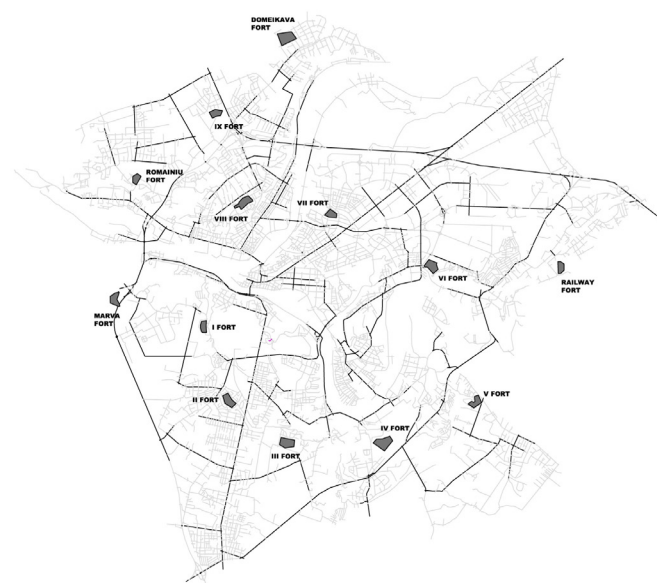 DOMEIKAVA
FORT
IX FORT
ROMAINIU
FORT
VIII FORT
VII FORT
VI FORT
RAILWAY
FORT
MARVA
FORT
I FORT
II FORT
V FORT
III FORT
IV FORT